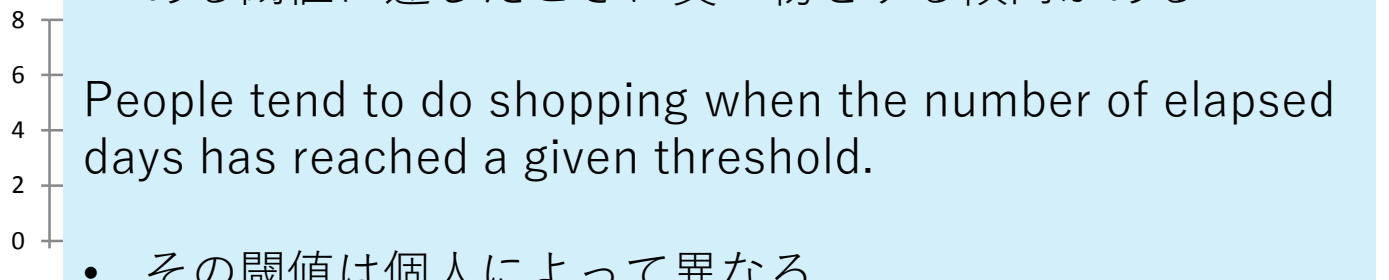 8
6
People tend to do shopping when the number of elapsed
4
days has reached a given threshold.
2
0
• その閾値は個人によって異なる